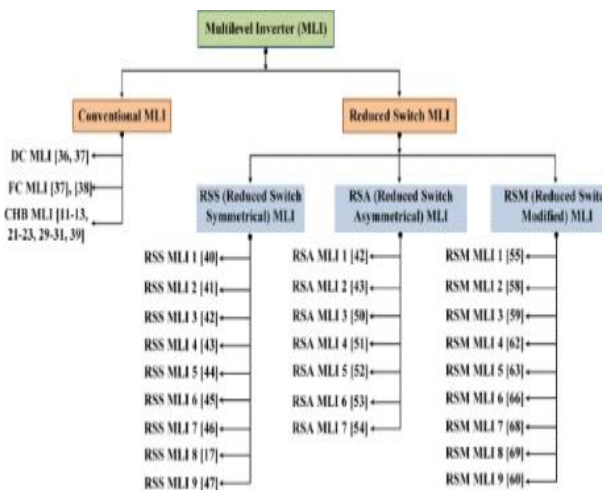 Multilevel Inverter (MLI)
Conventional MLI
Reduced Switch MLI
DC MLI [36, 37]
FC MLI [37], [38]
CHB MLI [11-13,
21-23, 29-31, 39]
RSS (Reduced Switch
Symmetrical) MLI
RSS MLI 1 [40]
RSS MLI 2 [41]
RSS MLI 3 [42]
RSS MLI 4 [43]
RSS MLI 5 [44]
RSS MLI 6 [45]
RSS MLI 7 [46]
RSS MLI 8 [17]
RSS MLI 9 [47]
RSA (Reduced Switch
Asymmetrical) MLI
RSA MLI 1 [42]
RSA MLI 2 [43]
RSA MLI 3 [50]
RSA MLI 4 [51]
RSA MLI 5 [52]
RSA MLI 6 [53]
RSA MLI 7 [54]
RSM (Reduced Switc
Modified) MLI
RSM MLI 1 [55]
RSM MLI 2 [58]
RSM MLI 3 [59]
RSM MLI 4 [62]
RSM MLI 5 [63]
RSM MLI 6 [66]
RSM MLI 7 [68]
RSM MLI 8 [69]
RSM MLI 9 [60]